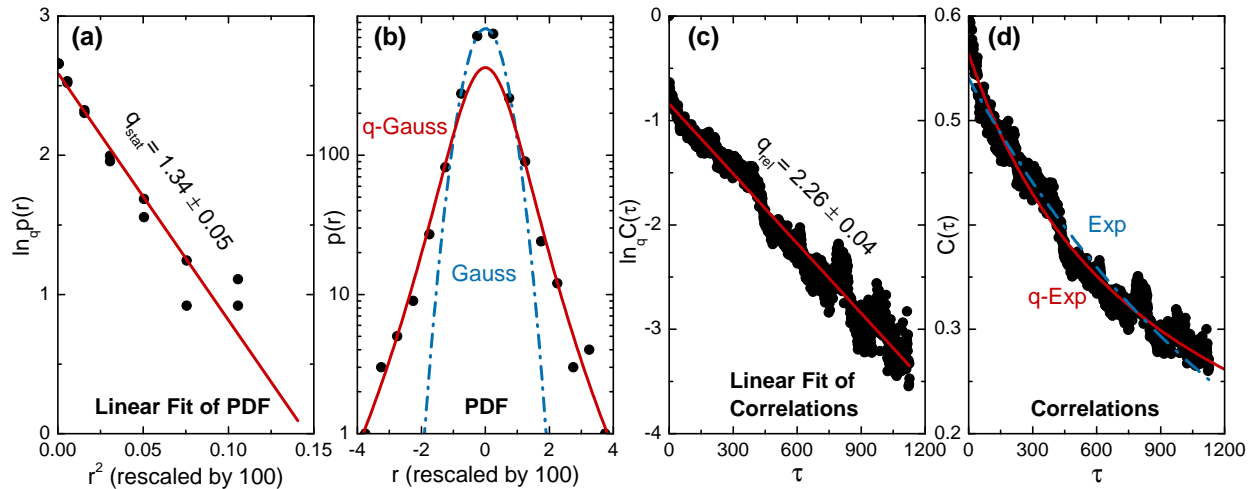 (a)
3
2
1
0
ln_q p(r)
q_stat = 1.34 ± 0.05
Linear Fit of PDF
0.00 0.05 0.10 0.15
r² (rescaled by 100)
(b)
100
10
1
p(r)
q-Gauss
Gauss
PDF
-4 -2 0 2 4
r (rescaled by 100)
(c)
-0
-1
-2
-3
-4
ln_q C(τ)
q_rel = 2.26 ± 0.04
Linear Fit of
Correlations
0 300 600 900 1200
τ
(d)
0.6
0.5
0.3
0.2
C(τ)
Exp
q-Exp
Correlations
0 300 600 900 1200
τ